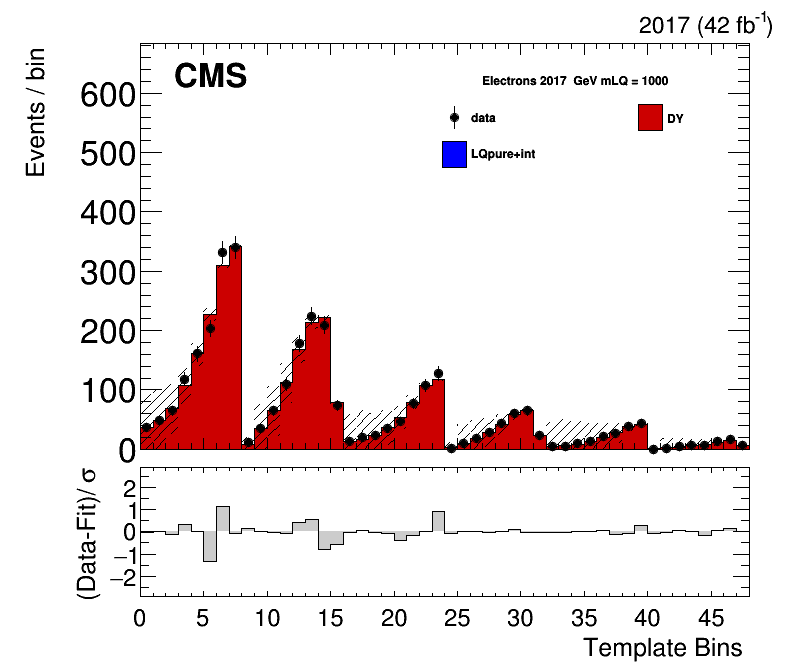 2017 (42 fb-1)
CMS
Electrons 2017 GeV mLQ = 1000
data
DY
LQpure+int
Events / bin
600
500
400
300
200
100
0
(Data-Fit)/ σ
2
1
0
−1
−2
0 5 10 15 20 25 30 35 40 45
Template Bins